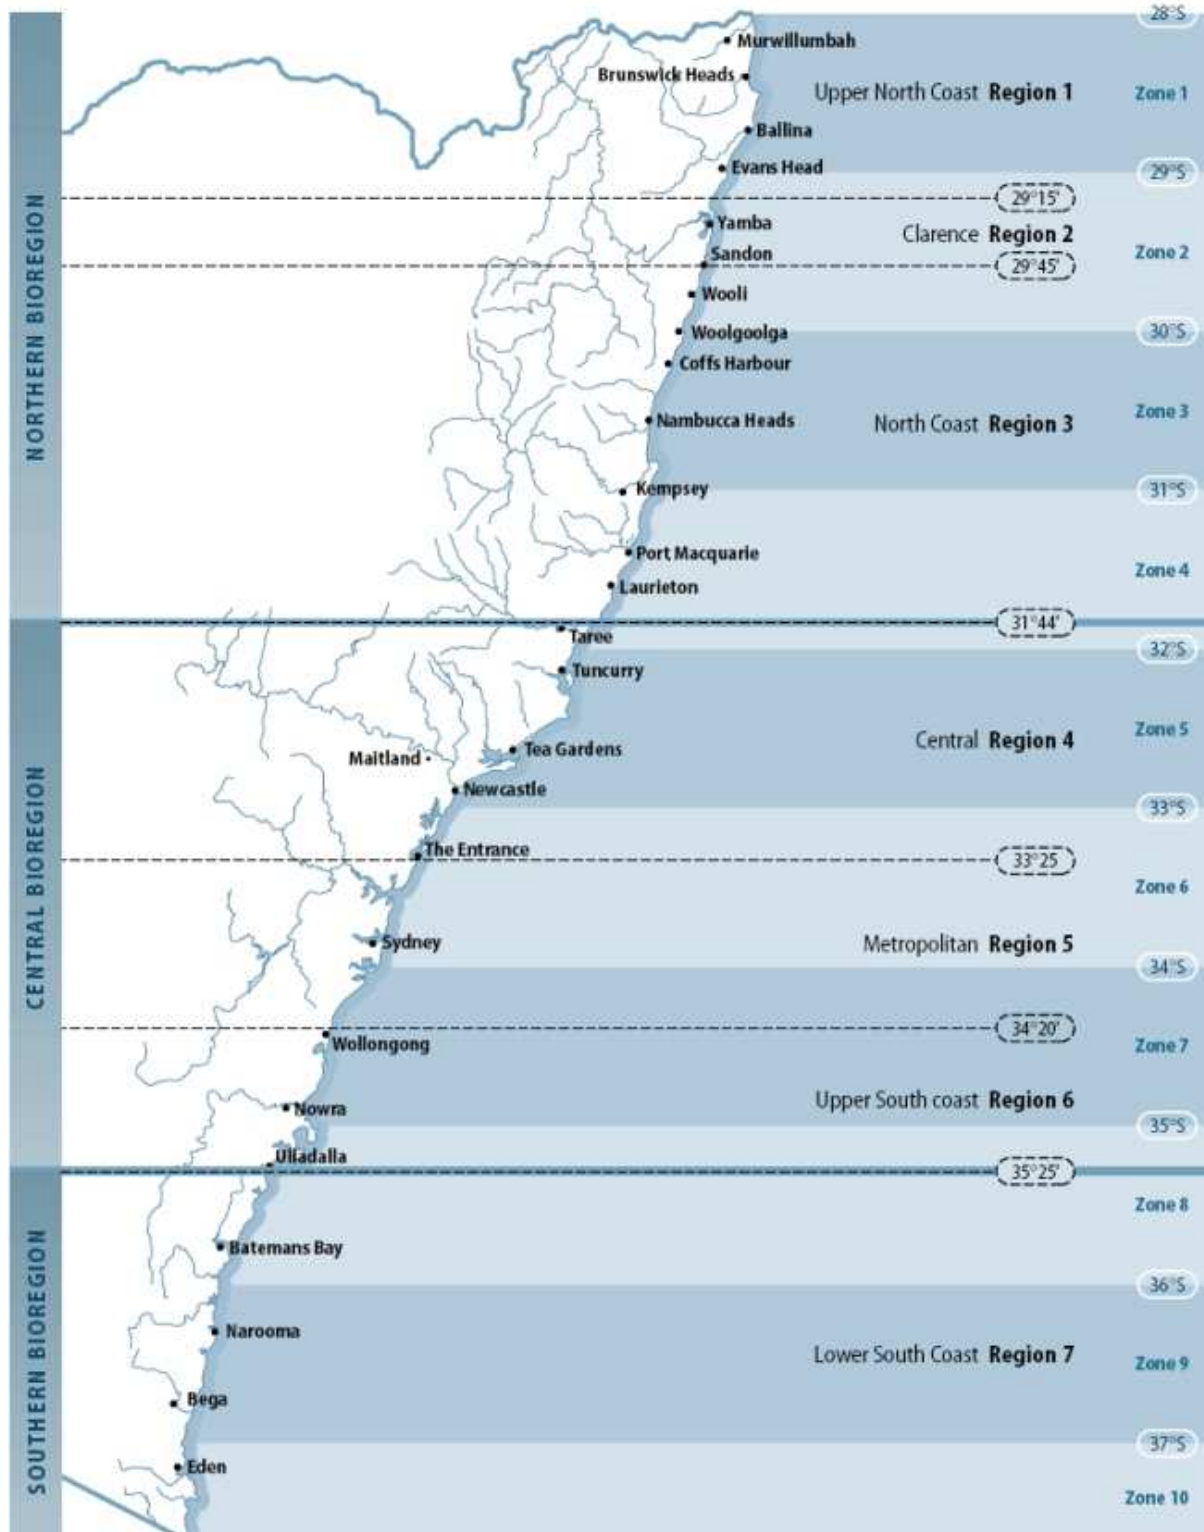 28°S
Murwillumbah
Brunswick Heads
Upper North Coast Region 1
Zone 1
Ballina
Evans Head
29°S
29°15'
Yamba
Clarence Region 2
Zone 2
Sandon
29°45'
Wooli
30°S
Woolgoolga
Coffs Harbour
NORTHERN BIOREGION
Nambucca Heads
North Coast Region 3
Zone 3
Kempsey
31°S
Port Macquarie
Zone 4
Laurieton
31°44'
Taree
32°S
Tuncurry
Zone 5
Central Region 4
Tea Gardens
Maitland
Newcastle
33°S
The Entrance
33°25
CENTRAL BIOREGION
Zone 6
Sydney
Metropolitan Region 5
34°S
34°20'
Wollongong
Zone 7
Upper South coast Region 6
Nowra
35°S
Ulladalla
35°25'
Zone 8
Batemans Bay
36°S
Narooma
Lower South Coast Region 7
Zone 9
SOUTHERN BIOREGION
Bega
37°S
Eden
Zone 10